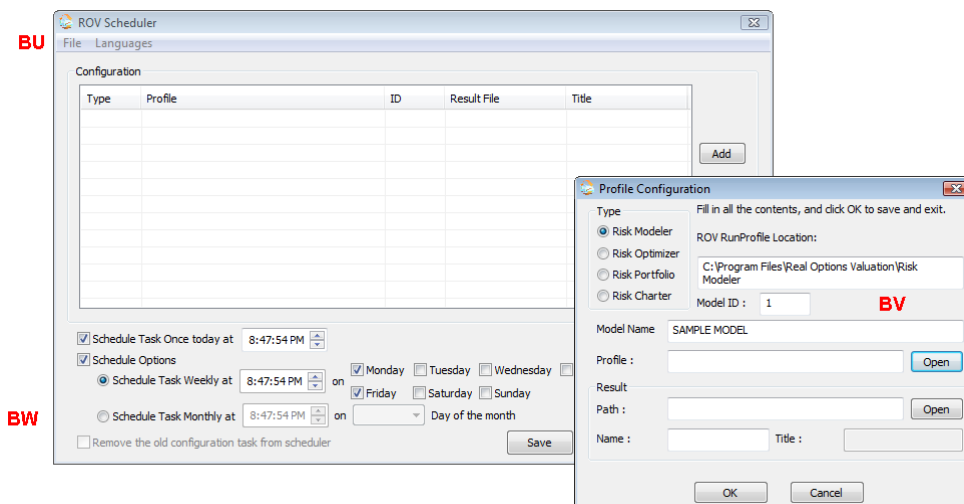 ROV Scheduler
BU
File Languages
Configuration
Type Profile ID Result File Title
Add
Profile Configuration
Type
Fill in all the contents, and click OK to save and exit.
Risk Modeler
ROV RunProfile Location:
Risk Optimizer
C:\Program Files\Real Options Valuation\Risk
Modeler
Risk Portfolio
Risk Charter
Model ID : 1
BV
Model Name SAMPLE MODEL
Profile : Open
Result
Path : Open
Name : Title :
OK Cancel
Schedule Task Once today at 8:47:54 PM
Schedule Options
Schedule Task Weekly at 8:47:54 PM on
Monday Tuesday Wednesday
Friday Saturday Sunday
BW
Schedule Task Monthly at 8:47:54 PM on Day of the month
Remove the old configuration task from scheduler
Save